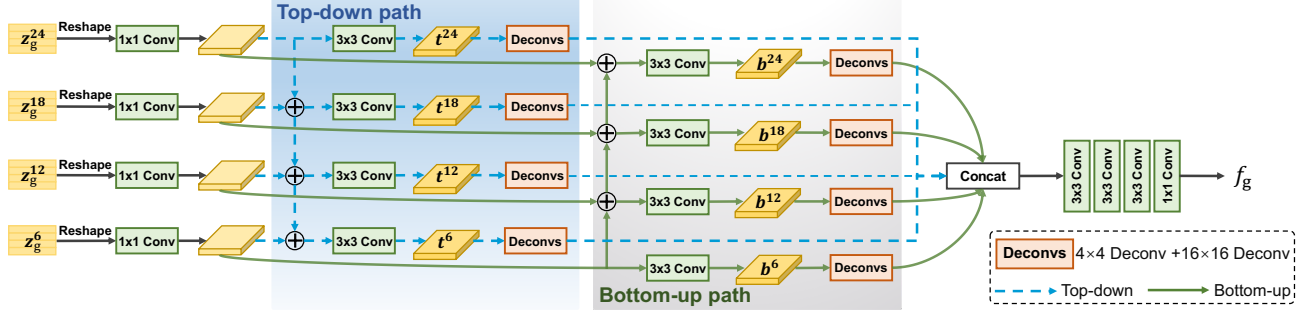 Top-down path
z_g^24 Reshape 1x1 Conv 3x3 Conv t^24 Deconvs
3x3 Conv b^24 Deconvs
z_g^18 Reshape 1x1 Conv 3x3 Conv t^18 Deconvs
3x3 Conv b^18 Deconvs
z_g^12 Reshape 1x1 Conv 3x3 Conv t^12 Deconvs
Concat 3x3 Conv 3x3 Conv 3x3 Conv 1x1 Conv f_g
3x3 Conv b^12 Deconvs
z_g^6 Reshape 1x1 Conv 3x3 Conv t^6 Deconvs
3x3 Conv b^6 Deconvs
Bottom-up path
Deconvs 4×4 Deconv +16×16 Deconv
Top-down Bottom-up